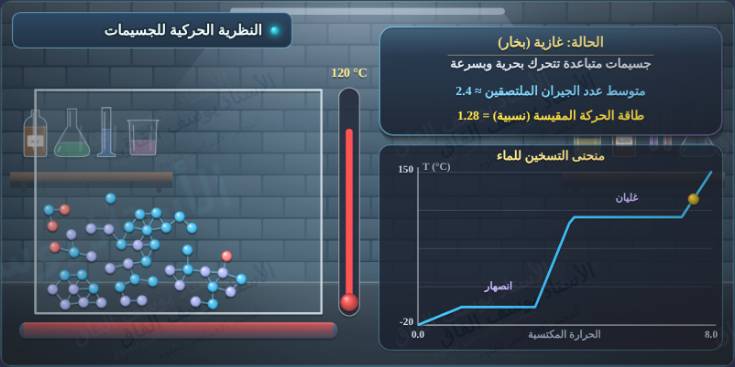 النظرية الحركية للجسيمات
120 °C
الحالة: غازية (بخار)
جسيمات متباعدة تتحرك بحرية وبسرعة
متوسط عدد الجيران الملتصقين ≈ 2.4
طاقة الحركة المقيسة (نسبية) = 1.28
منحنى التسخين للماء
T (°C)
150
غليان
انصهار
-20
0.0
الحرارة المكتسبة
8.0